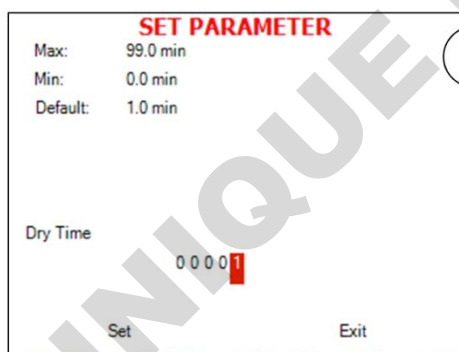 SET PARAMETER
Max: 99.0 min
Min: 0.0 min
Default: 1.0 min
Dry Time
0 0 0 0 1
Set Exit
NIQUE